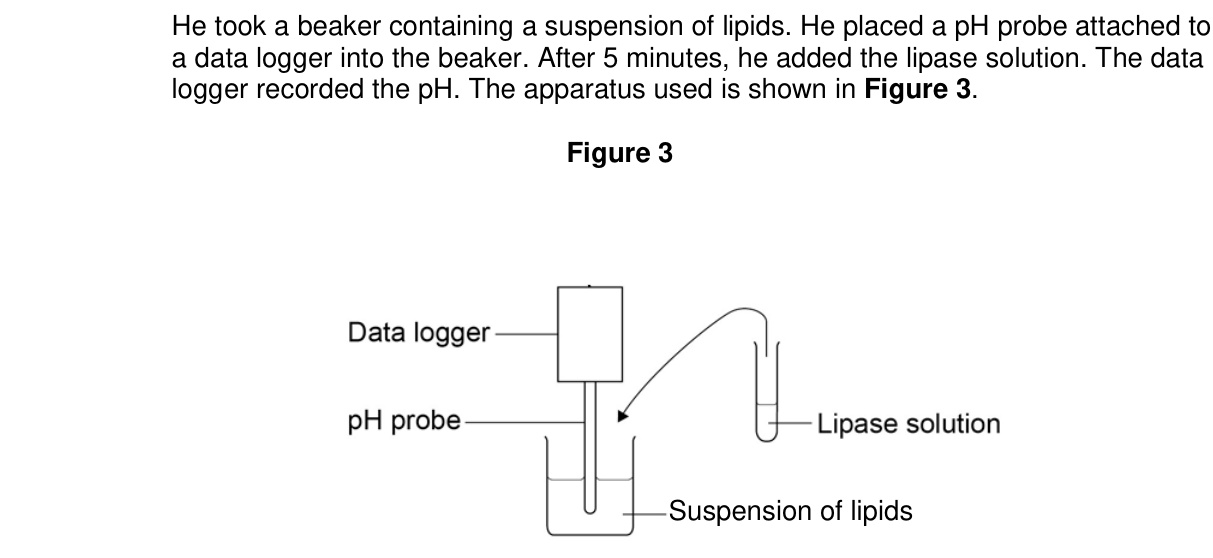 He took a beaker containing a suspension of lipids. He placed a pH probe attached to
a data logger into the beaker. After 5 minutes, he added the lipase solution. The data
logger recorded the pH. The apparatus used is shown in Figure 3.
Figure 3
Data logger
pH probe
Lipase solution
Suspension of lipids